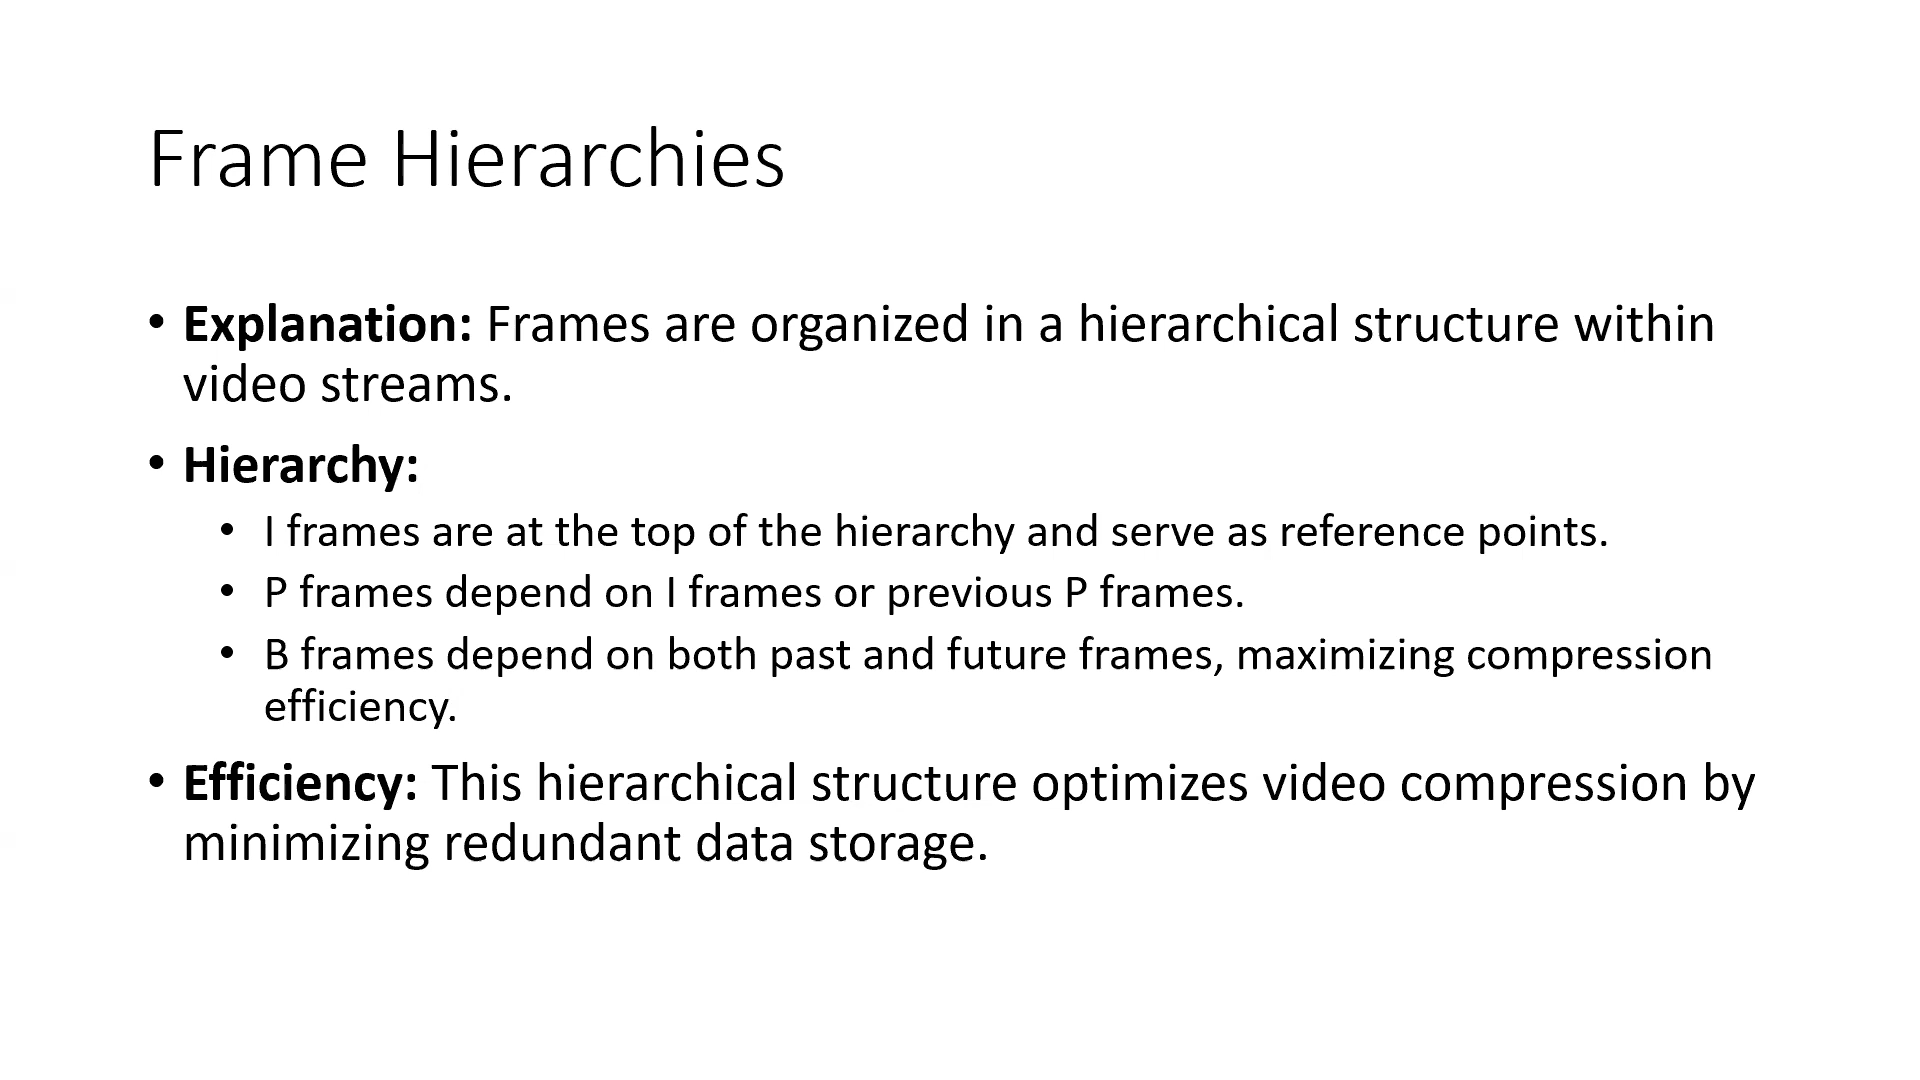 Frame Hierarchies
• Explanation: Frames are organized in a hierarchical structure within
video streams.
• Hierarchy:
• I frames are at the top of the hierarchy and serve as reference points.
• P frames depend on I frames or previous P frames.
• B frames depend on both past and future frames, maximizing compression
efficiency.
• Efficiency: This hierarchical structure optimizes video compression by
minimizing redundant data storage.